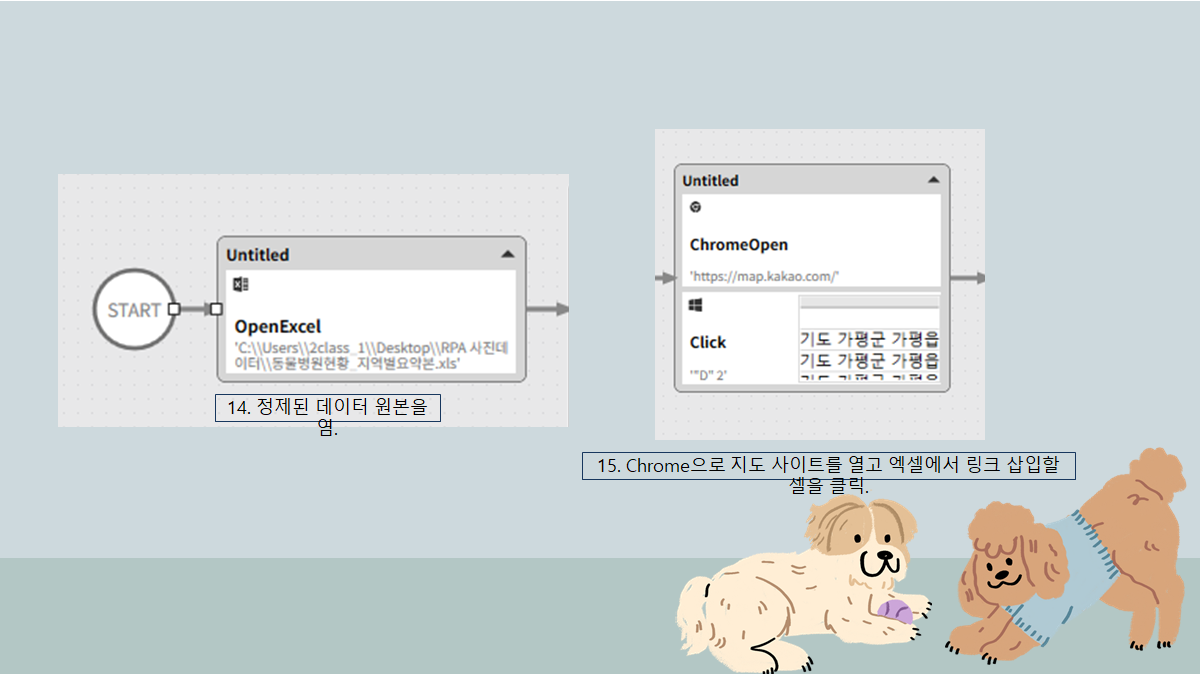 START
Untitled
OpenExcel
'C:\\Users\\2class_1\\Desktop\\RPA 사진데
이터\\동물병원현황_지역별요약본.xls'
14. 정제된 데이터 원본을
염.
Untitled
ChromeOpen
'https://map.kakao.com/'
Click
'"D" 2'
기도 가평군 가평읍
기도 가평군 가평읍
15. Chrome으로 지도 사이트를 열고 엑셀에서 링크 삽입할
셀을 클릭.